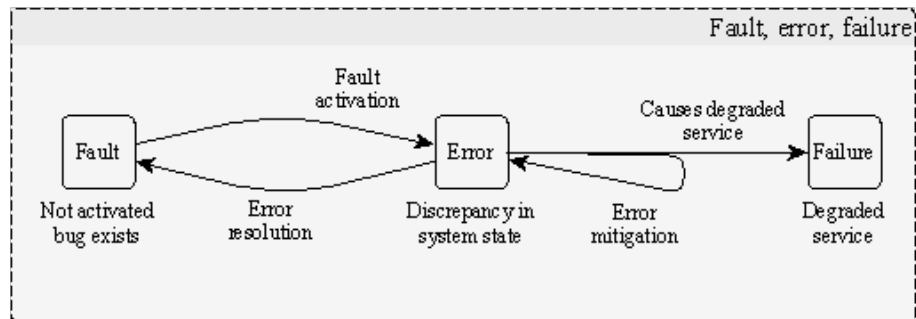 Fault, error, failure
Fault
activation
Causes degraded
service
Fault
Error
Failure
Not activated
bug exists
Error
resolution
Discrepancy in
system state
Error
mitigation
Degraded
service